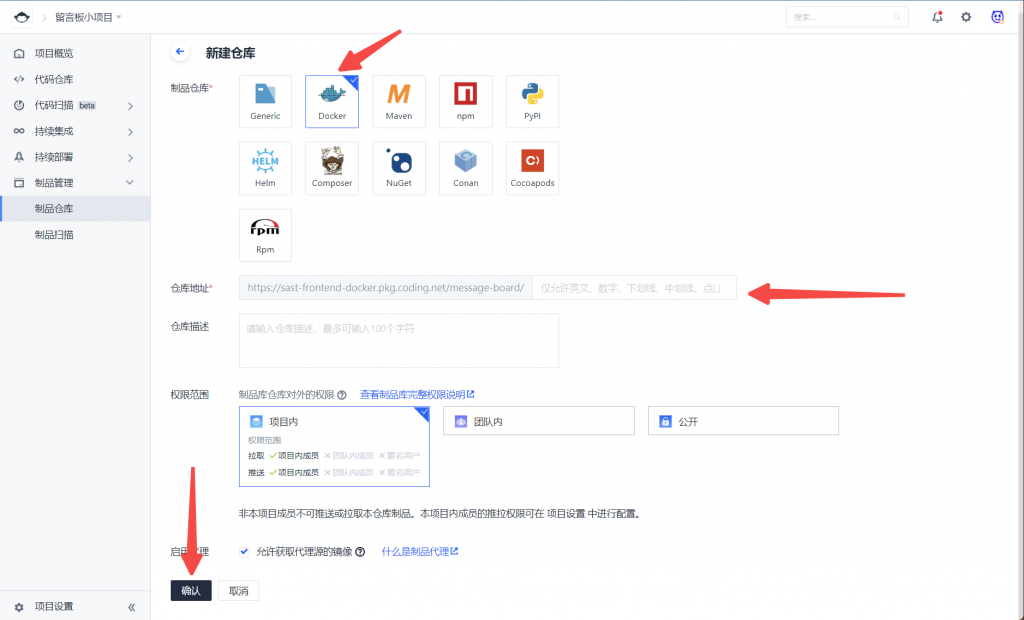 留言板小项目
搜索...
项目概览
代码仓库
代码扫描 beta
持续集成
持续部署
制品管理
制品仓库
制品扫描
项目设置
新建仓库
制品仓库*
Generic
Docker
Maven
npm
PyPI
HELM
Helm
Composer
NuGet
Conan
Cocoapods
rpm
Rpm
仓库地址*
https://sast-frontend-docker.pkg.coding.net/message-board/
仅允许英文、数字、下划线、中划线、点(.)
仓库描述
请输入仓库描述，最多可输入100个字符
权限范围
制品库仓库对外的权限 查看制品库完整权限说明
项目内
权限范围
拉取 项目内成员 团队内成员 匿名用户
推送 项目内成员 团队内成员 匿名用户
团队内
公开
非本项目成员不可推送或拉取本仓库制品。本项目内成员的推拉权限可在 项目设置 中进行配置。
启用代理
允许获取代理源的镜像 什么是制品代理
确认
取消